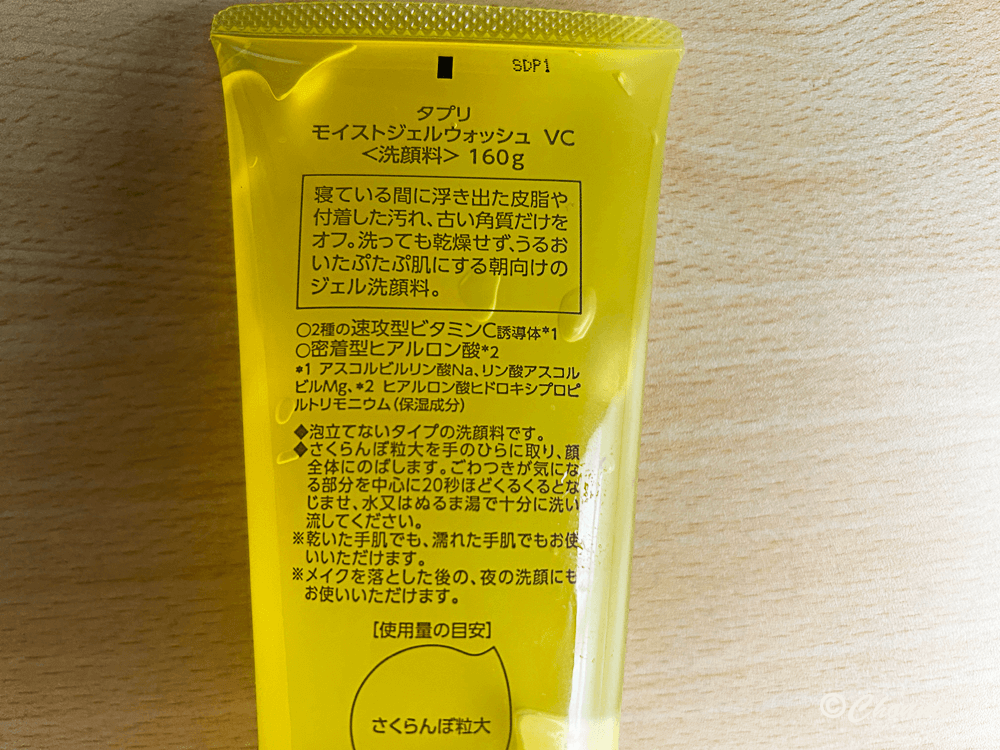 SDP1
タプリ
モイストジェルウォッシュ VC
＜洗顔料＞ 160g
寝ている間に浮き出た皮脂や
付着した汚れ、古い角質だけを
オフ。洗っても乾燥せず、うるお
いたぷたぷ肌にする朝向けの
ジェル洗顔料。
○2種の速攻型ビタミンC誘導体*1
○密着型ヒアルロン酸*2
*1 アスコルビルリン酸Na、リン酸アスコル
ビルMg、*2 ヒアルロン酸ヒドロキシプロピ
ルトリモニウム（保湿成分）
◆泡立てないタイプの洗顔料です。
◆さくらんぼ粒大を手のひらに取り、顔
全体にのばします。ごわつきが気にな
る部分を中心に20秒ほどくるくるとな
じませ、水又はぬるま湯で十分に洗い
流してください。
※乾いた手肌でも、濡れた手肌でもお使
いいただけます。
※メイクを落とした後の、夜の洗顔にも
お使いいただけます。
［使用量の目安］
さくらんぼ粒大